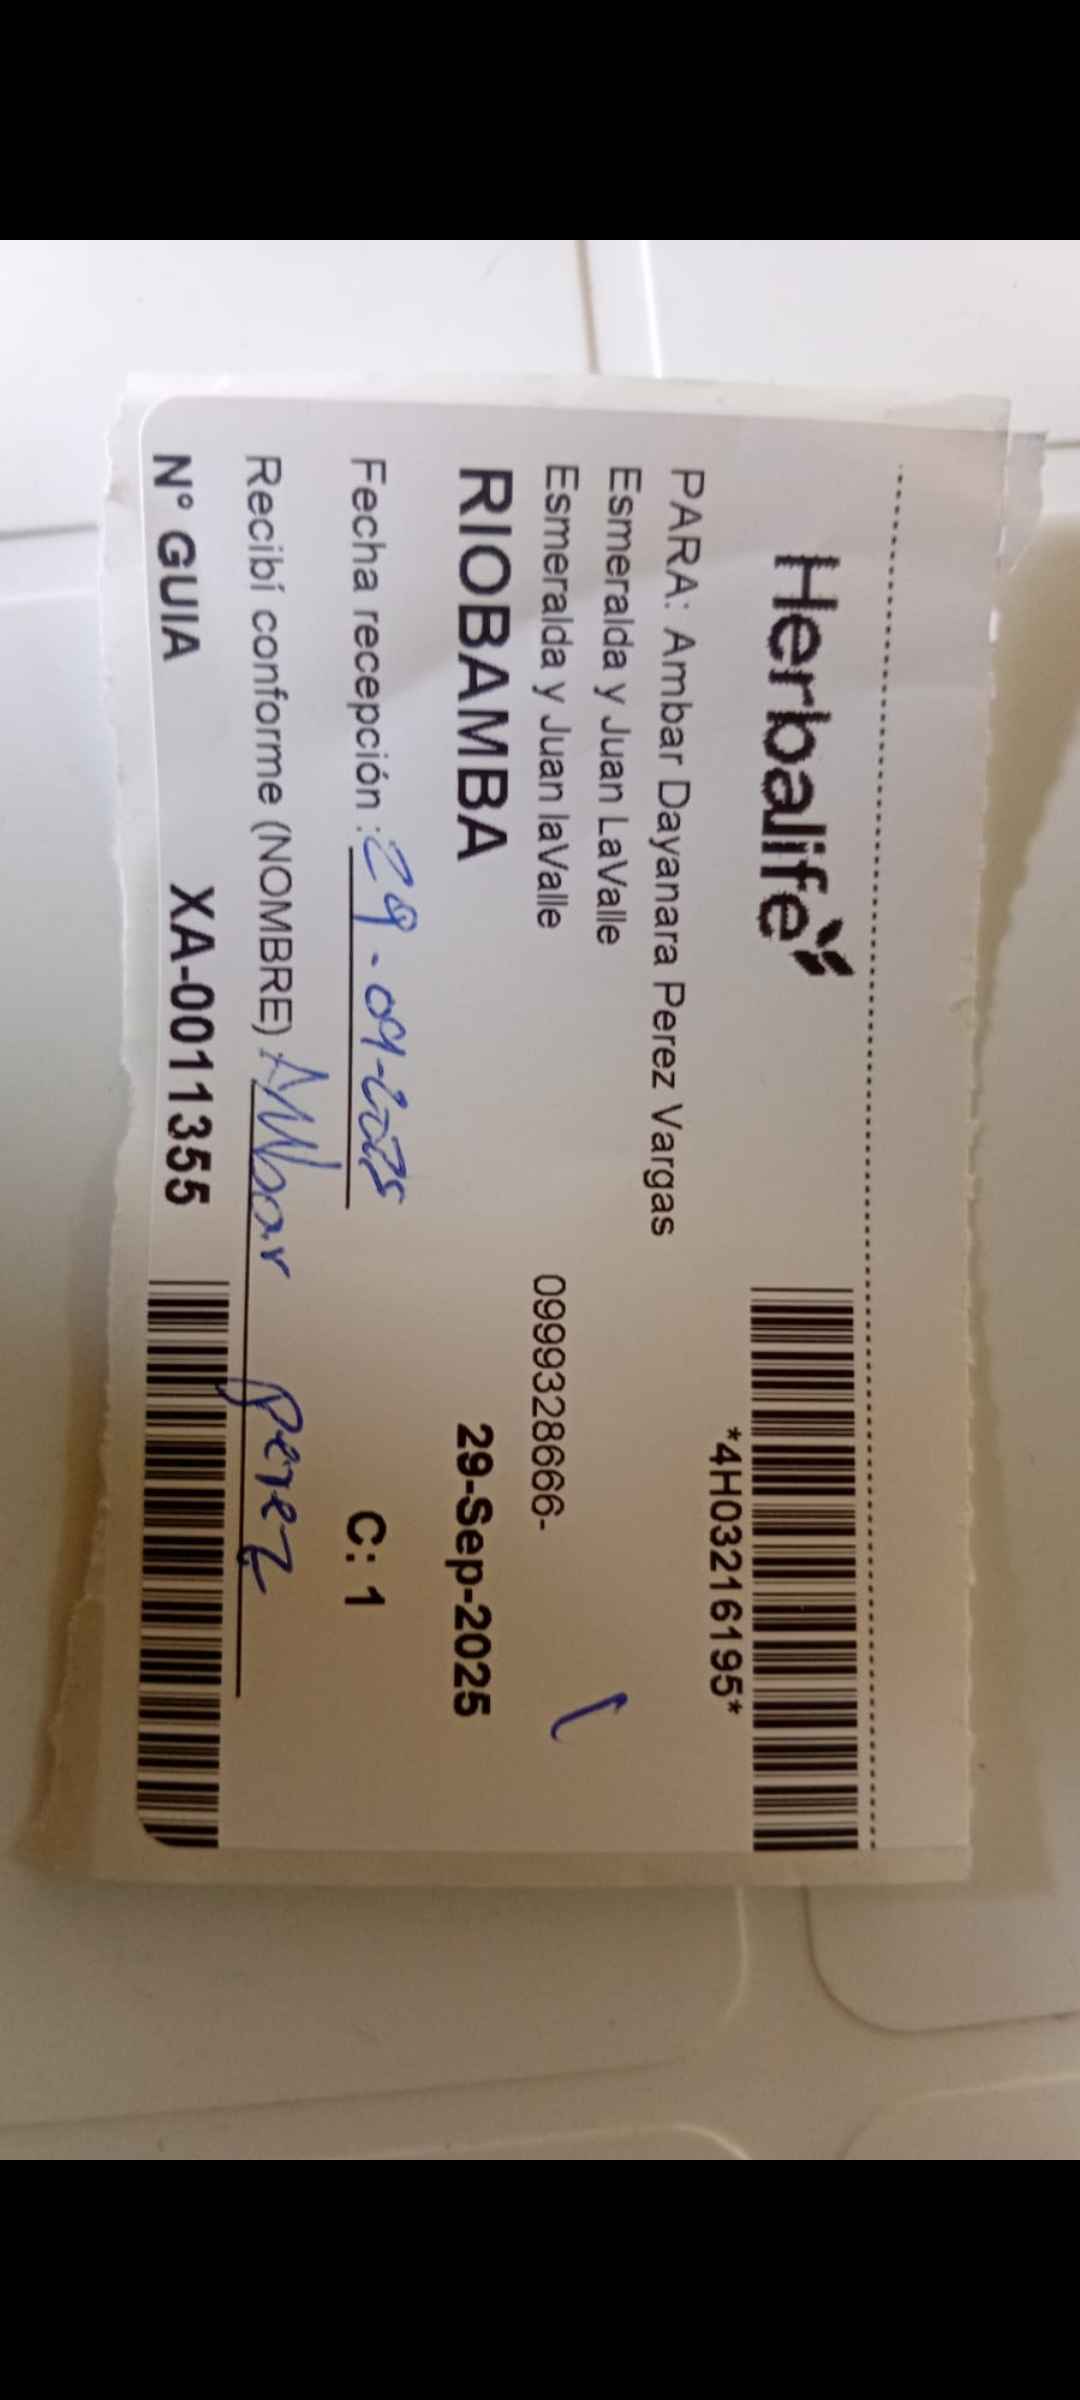 Herbalife
*4H03216195*
PARA: Ambar Dayanara Perez Vargas
Esmeralda y Juan LaValle
Esmeralda y Juan laValle 0999328666-
RIOBAMBA 29-Sep-2025
Fecha recepción : 29-09-2025 C: 1
Recibí conforme (NOMBRE) : Ambar Perez
N° GUIA XA-0011355